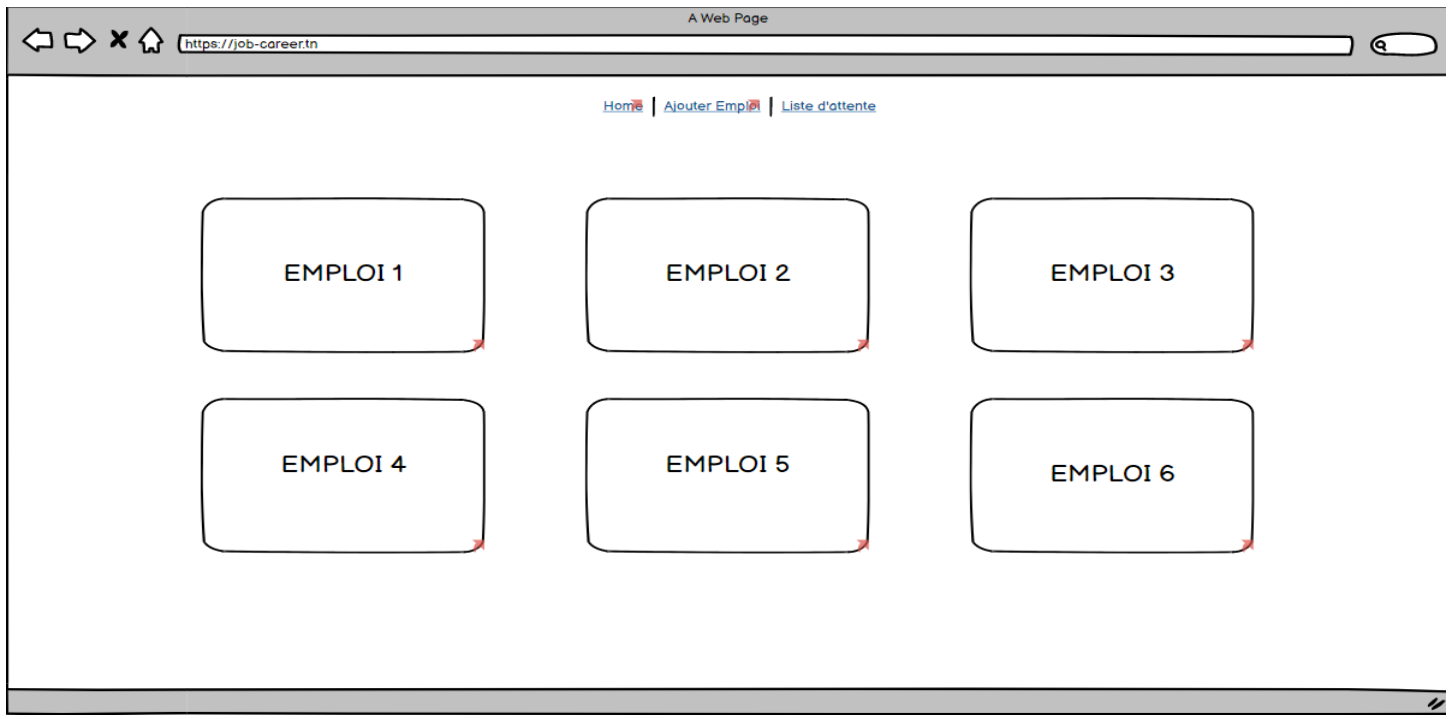 A Web Page
https://job-career.tn
Home | Ajouter Emploi | Liste d'attente
EMPLOI 1 EMPLOI 2 EMPLOI 3
EMPLOI 4 EMPLOI 5 EMPLOI 6